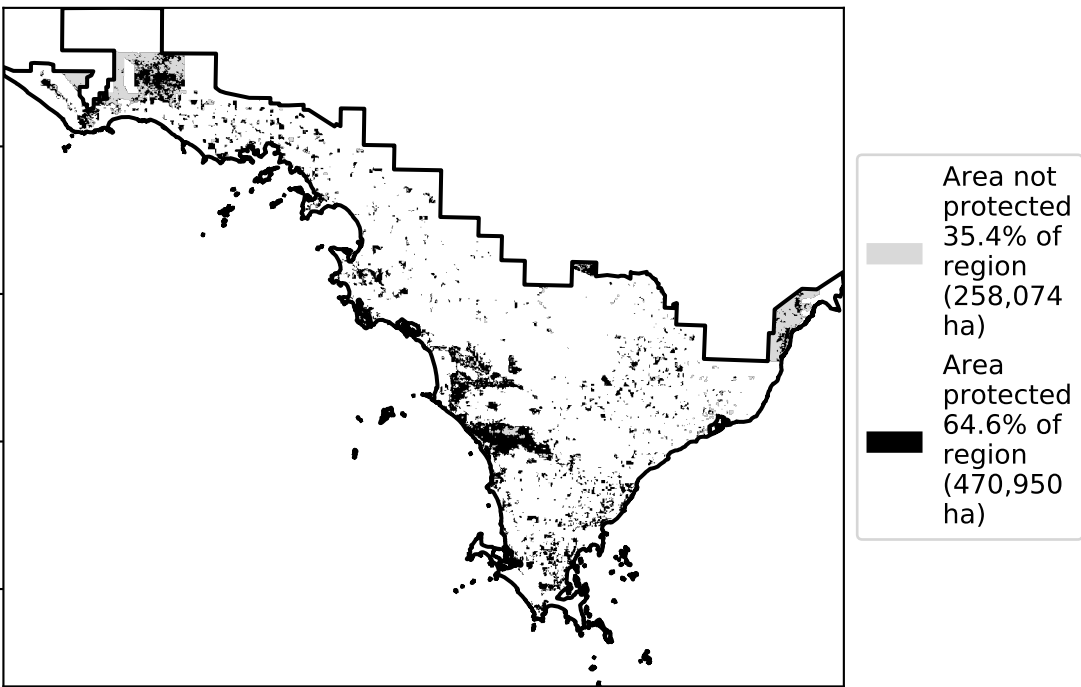 Area not
protected
35.4% of
region
(258,074
ha)
Area
protected
64.6% of
region
(470,950
ha)